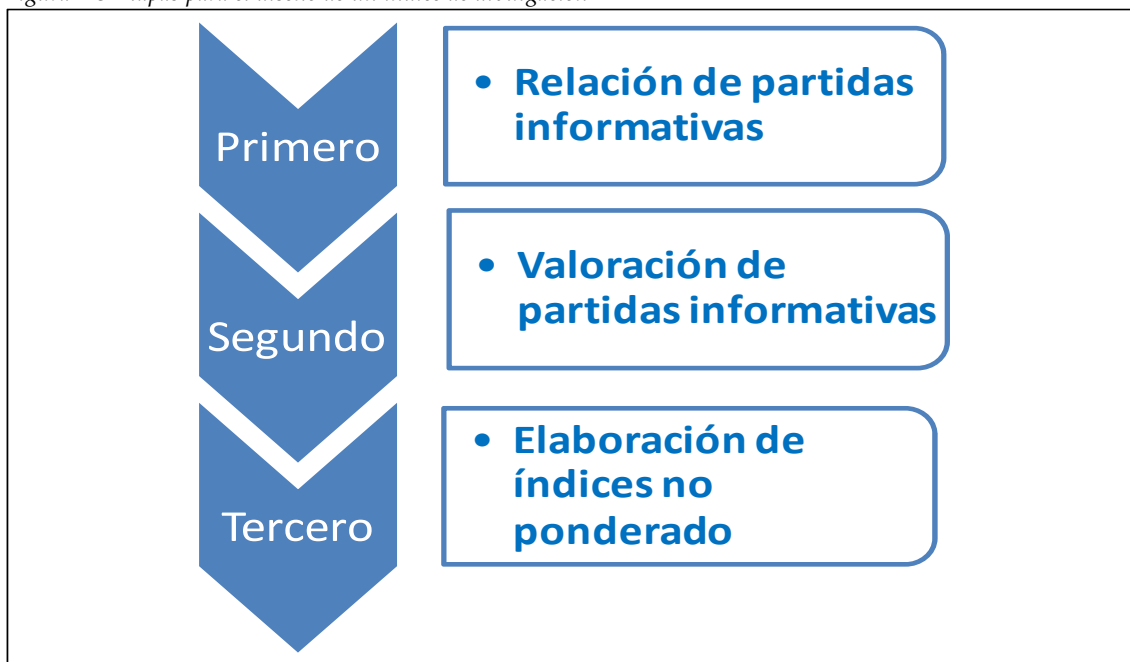 Primero
• Relación de partidas
informativas
Segundo
• Valoración de
partidas informativas
Tercero
• Elaboración de
índices no
ponderado